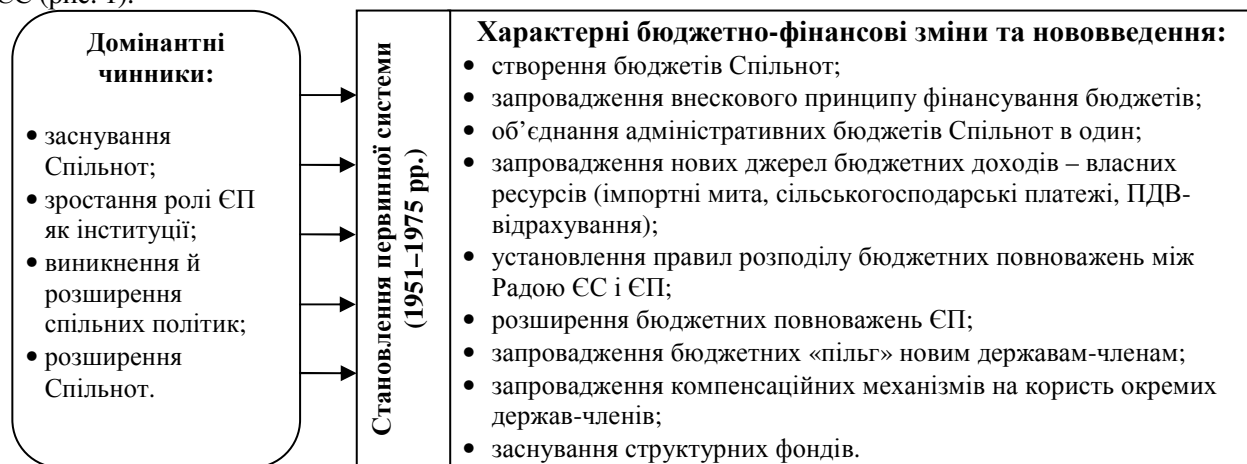 ЄС (рис. 1).
Домінантні
чинники:
• заснування
Спільнот;
• зростання ролі ЄП
як інституції;
• виникнення й
розширення
спільних політик;
• розширення
Спільнот.
Становлення первинної системи
(1951–1975 рр.)
Характерні бюджетно-фінансові зміни та нововведення:
• створення бюджетів Спільнот;
• запровадження внескового принципу фінансування бюджетів;
• об’єднання адміністративних бюджетів Спільнот в один;
• запровадження нових джерел бюджетних доходів – власних
ресурсів (імпортні мита, сільськогосподарські платежі, ПДВ-
відрахування);
• установлення правил розподілу бюджетних повноважень між
Радою ЄС і ЄП;
• розширення бюджетних повноважень ЄП;
• запровадження бюджетних «пільг» новим державам-членам;
• запровадження компенсаційних механізмів на користь окремих
держав-членів;
• заснування структурних фондів.